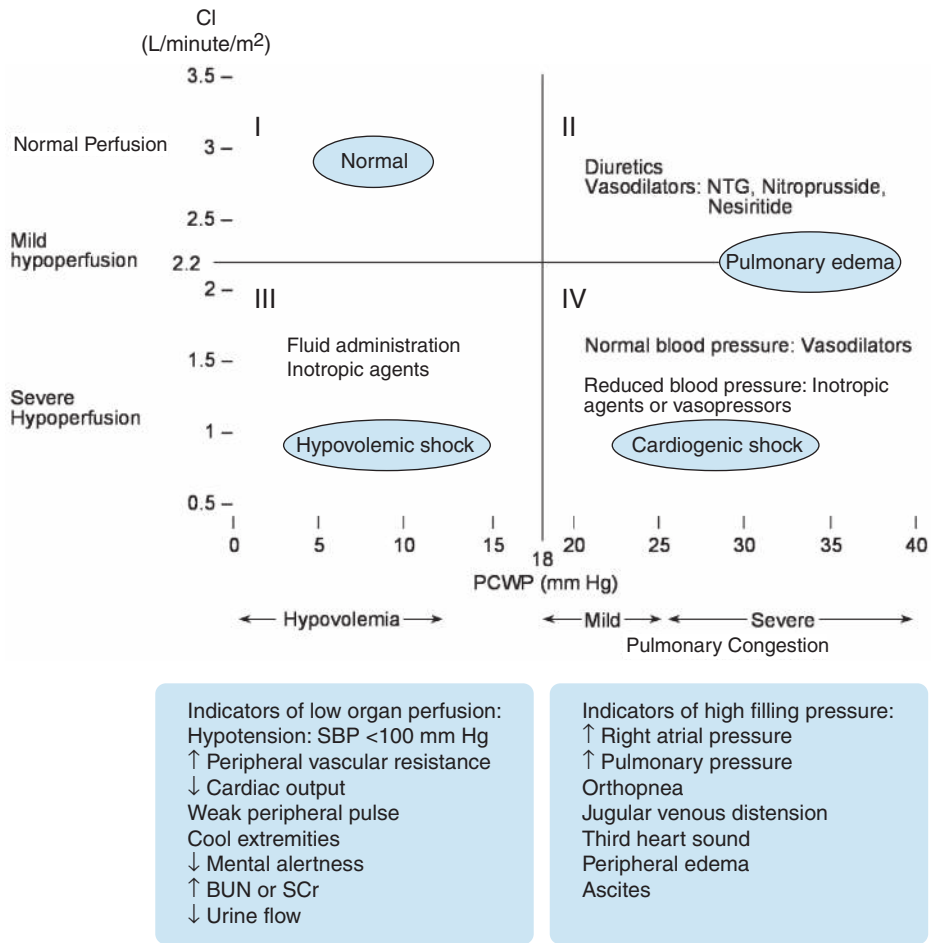 CI
(L/minute/m2)
3.5
Normal Perfusion
3
I
Normal
II
Diuretics
Vasodilators: NTG, Nitroprusside,
Nesiritide
2.5
Mild
hypoperfusion
2.2
Pulmonary edema
2
III
Fluid administration
Inotropic agents
IV
Normal blood pressure: Vasodilators
Reduced blood pressure: Inotropic
agents or vasopressors
1.5
Severe
Hypoperfusion
1
Hypovolemic shock
Cardiogenic shock
0.5
0 5 10 15 18 20 25 30 35 40
PCWP (mm Hg)
Hypovolemia
Mild
Severe
Pulmonary Congestion
Indicators of low organ perfusion:
Hypotension: SBP <100 mm Hg
↑ Peripheral vascular resistance
↓ Cardiac output
Weak peripheral pulse
Cool extremities
↓ Mental alertness
↑ BUN or SCr
↓ Urine flow
Indicators of high filling pressure:
↑ Right atrial pressure
↑ Pulmonary pressure
Orthopnea
Jugular venous distension
Third heart sound
Peripheral edema
Ascites